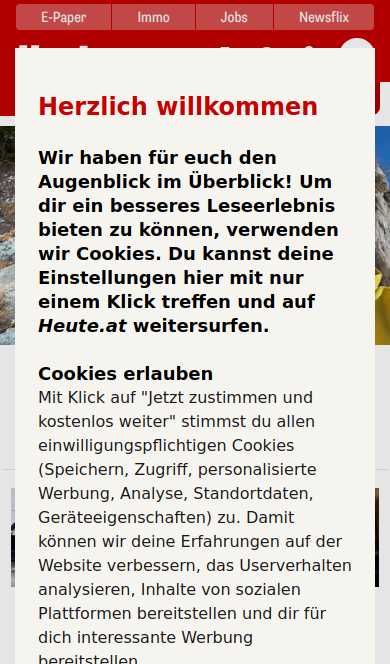 E-Paper Immo Jobs Newsflix
Herzlich willkommen
Wir haben für euch den
Augenblick im Überblick! Um
dir ein besseres Leseerlebnis
bieten zu können, verwenden
wir Cookies. Du kannst deine
Einstellungen hier mit nur
einem Klick treffen und auf
Heute.at weitersurfen.
Cookies erlauben
Mit Klick auf "Jetzt zustimmen und
kostenlos weiter" stimmst du allen
einwilligungspflichtigen Cookies
(Speichern, Zugriff, personalisierte
Werbung, Analyse, Standortdaten,
Geräteeigenschaften) zu. Damit
können wir deine Erfahrungen auf der
Website verbessern, das Userverhalten
analysieren, Inhalte von sozialen
Plattformen bereitstellen und dir für
dich interessante Werbung
bereitstellen